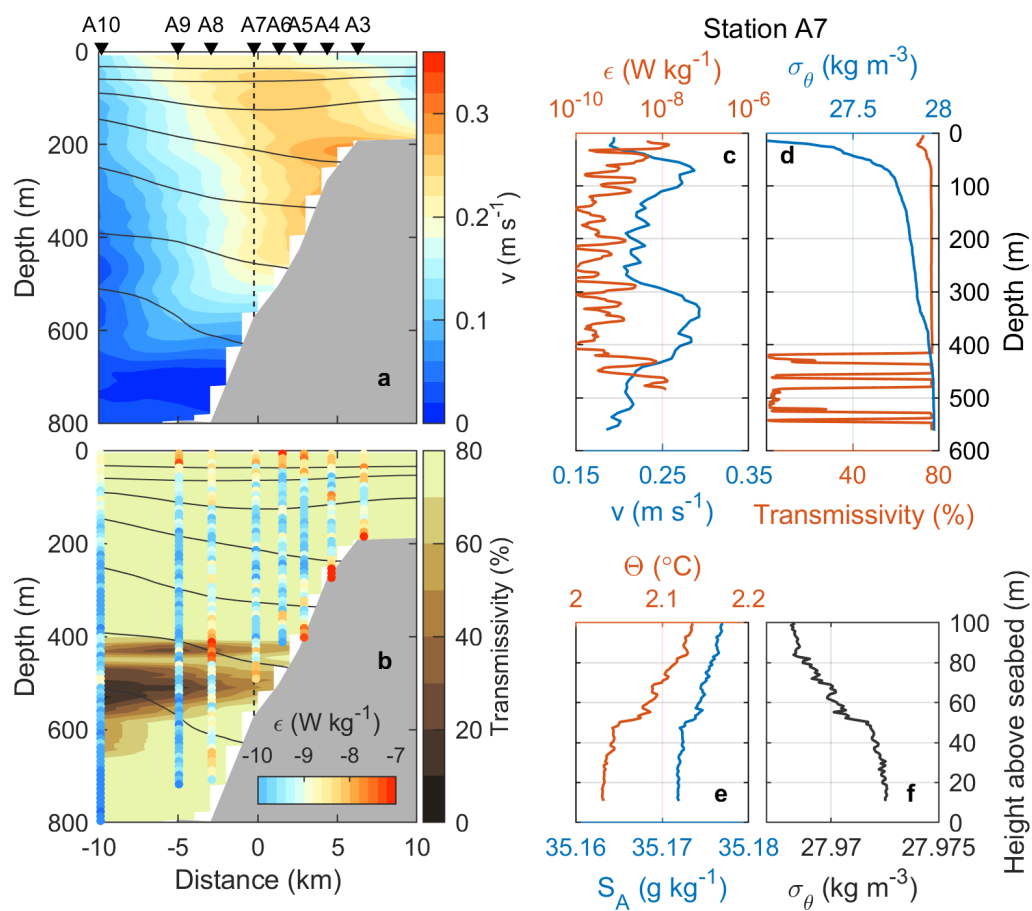 A10 A9 A8 A7 A6 A5 A4 A3
0
200
400
600
800
Depth (m)
a
0.3
0.2
0.1
0
v (m s-1)
0
200
400
600
800
Depth (m)
b
ϵ (W kg-1)
-10 -9 -8 -7
80
60
40
20
0
Transmissivity (%)
-10 -5 0 5 10
Distance (km)
Station A7
ϵ (W kg-1)
10-10 10-8 10-6
c
0.15 0.25 0.35
v (m s-1)
σθ (kg m-3)
27.5 28
d
0
100
200
300
400
500
600
Depth (m)
40 80
Transmissivity (%)
Θ (°C)
2 2.1 2.2
e
35.16 35.17 35.18
SA (g kg-1)
100
80
60
40
20
0
Height above seabed (m)
f
27.97 27.975
σθ (kg m-3)